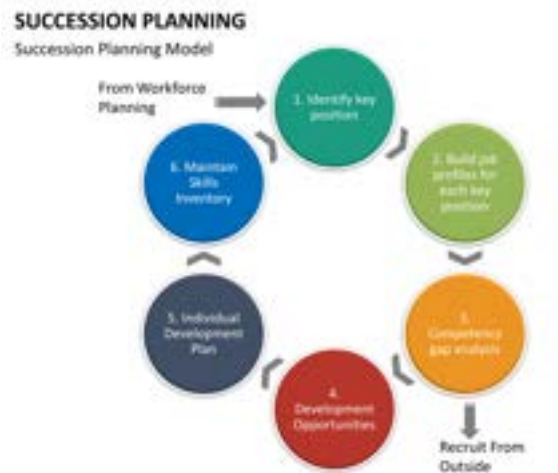 SUCCESSION PLANNING
Succession Planning Model
From Workforce
Planning
1. Identify key
position
2. Build job
profiles for
each key
position
3.
Competency
gap analysis
Recruit From
Outside
4.
Development
Opportunities
5. Individual
Development
Plan
6. Maintain
Skills
Inventory